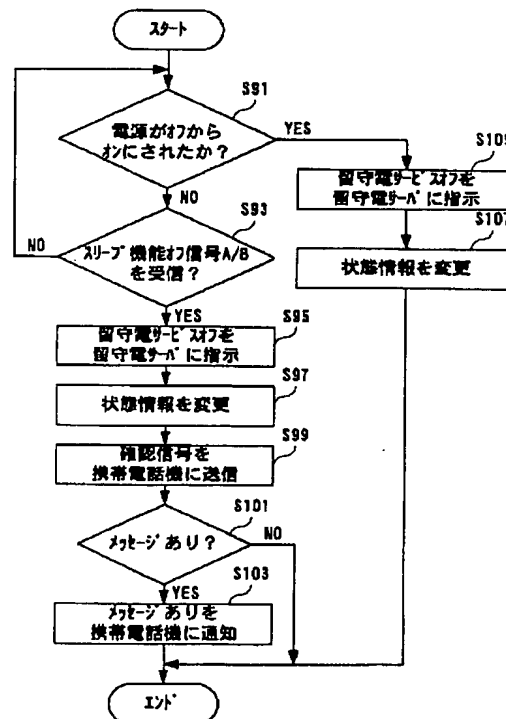 スタート
S91
電源がオフから
オンにされたか？
YES
NO
S93
スリープ機能オフ信号A/B
を受信？
NO
YES
S95
留守電サービスオフを
留守電サーバに指示
S97
状態情報を変更
S99
確認信号を
携帯電話機に送信
S101
メッセージあり？
NO
YES
S103
メッセージありを
携帯電話機に通知
エンド
S105
留守電サービスオフを
留守電サーバに指示
S107
状態情報を変更